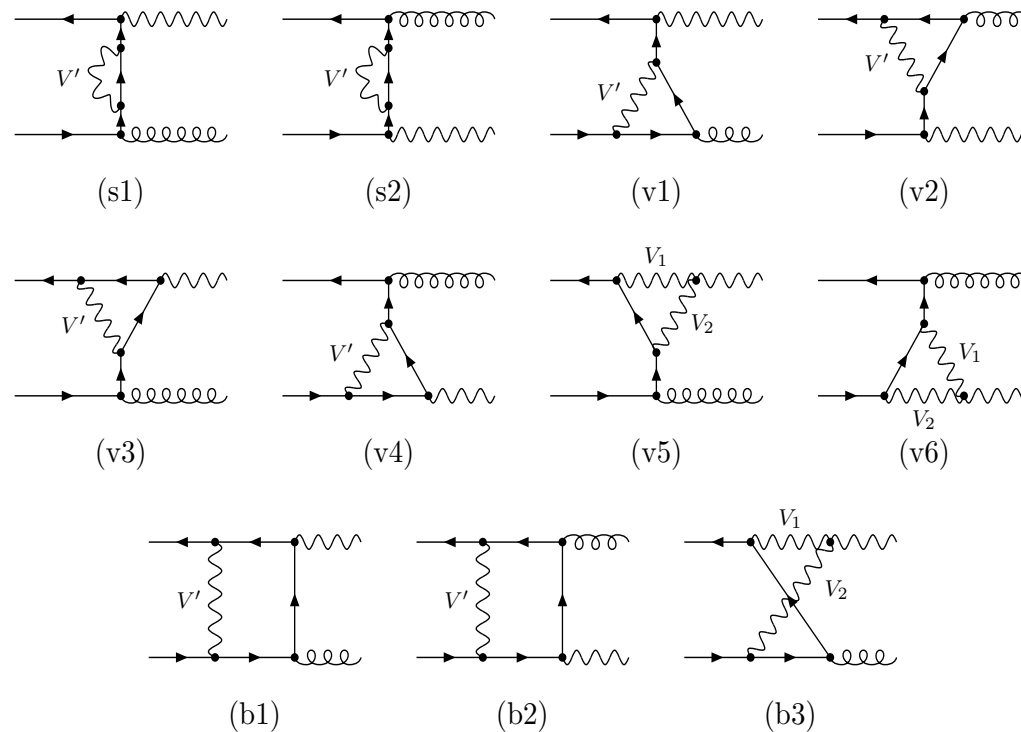 V′ V′ V′ V′
(s1) (s2) (v1) (v2)
V′ V′ V₁ V₂ V₁ V₂
(v3) (v4) (v5) (v6)
V′ V′ V₁ V₂
(b1) (b2) (b3)